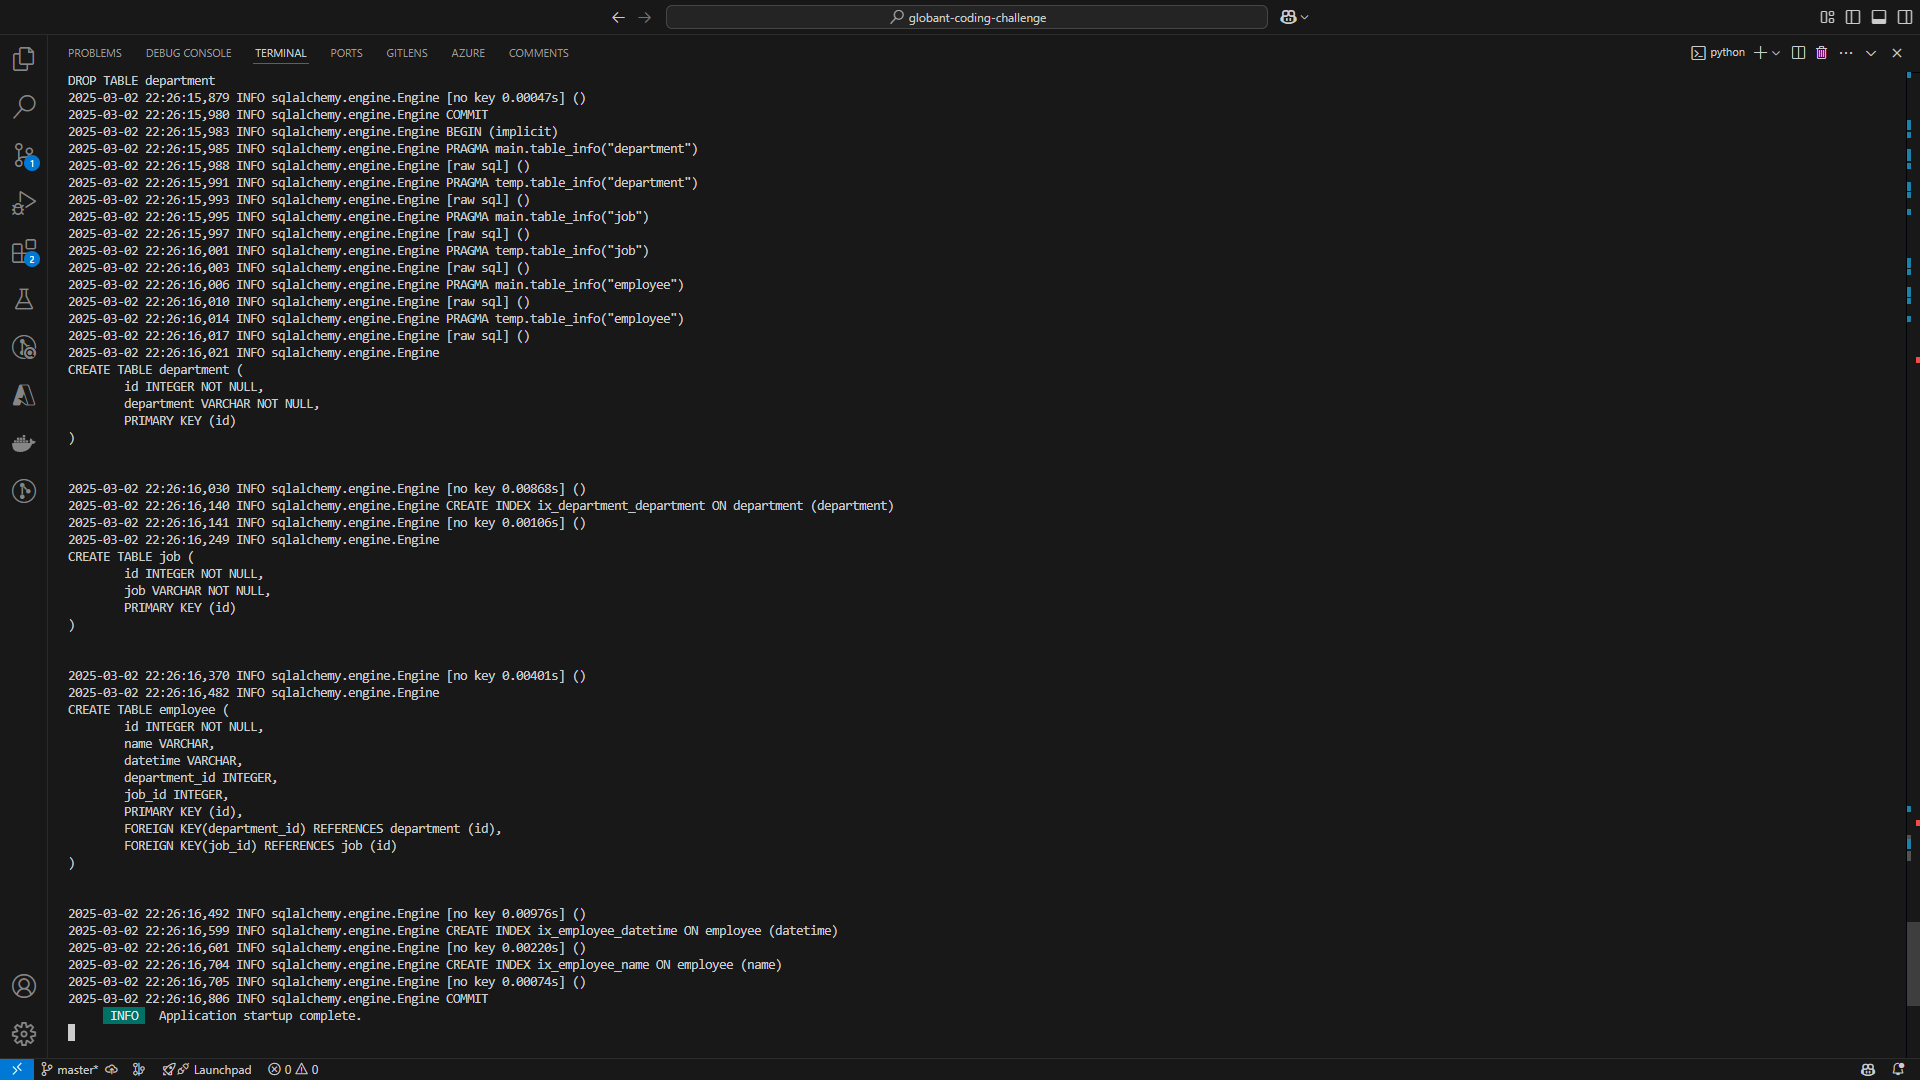 globant-coding-challenge
PROBLEMS DEBUG CONSOLE TERMINAL PORTS GITLENS AZURE COMMENTS python
DROP TABLE department
2025-03-02 22:26:15,879 INFO sqlalchemy.engine.Engine [no key 0.00047s] ()
2025-03-02 22:26:15,980 INFO sqlalchemy.engine.Engine COMMIT
2025-03-02 22:26:15,983 INFO sqlalchemy.engine.Engine BEGIN (implicit)
2025-03-02 22:26:15,985 INFO sqlalchemy.engine.Engine PRAGMA main.table_info("department")
2025-03-02 22:26:15,988 INFO sqlalchemy.engine.Engine [raw sql] ()
2025-03-02 22:26:15,991 INFO sqlalchemy.engine.Engine PRAGMA temp.table_info("department")
2025-03-02 22:26:15,993 INFO sqlalchemy.engine.Engine [raw sql] ()
2025-03-02 22:26:15,995 INFO sqlalchemy.engine.Engine PRAGMA main.table_info("job")
2025-03-02 22:26:15,997 INFO sqlalchemy.engine.Engine [raw sql] ()
2025-03-02 22:26:16,001 INFO sqlalchemy.engine.Engine PRAGMA temp.table_info("job")
2025-03-02 22:26:16,003 INFO sqlalchemy.engine.Engine [raw sql] ()
2025-03-02 22:26:16,006 INFO sqlalchemy.engine.Engine PRAGMA main.table_info("employee")
2025-03-02 22:26:16,010 INFO sqlalchemy.engine.Engine [raw sql] ()
2025-03-02 22:26:16,014 INFO sqlalchemy.engine.Engine PRAGMA temp.table_info("employee")
2025-03-02 22:26:16,017 INFO sqlalchemy.engine.Engine [raw sql] ()
2025-03-02 22:26:16,021 INFO sqlalchemy.engine.Engine
CREATE TABLE department (
id INTEGER NOT NULL,
department VARCHAR NOT NULL,
PRIMARY KEY (id)
)
2025-03-02 22:26:16,030 INFO sqlalchemy.engine.Engine [no key 0.00868s] ()
2025-03-02 22:26:16,140 INFO sqlalchemy.engine.Engine CREATE INDEX ix_department_department ON department (department)
2025-03-02 22:26:16,141 INFO sqlalchemy.engine.Engine [no key 0.00106s] ()
2025-03-02 22:26:16,249 INFO sqlalchemy.engine.Engine
CREATE TABLE job (
id INTEGER NOT NULL,
job VARCHAR NOT NULL,
PRIMARY KEY (id)
)
2025-03-02 22:26:16,370 INFO sqlalchemy.engine.Engine [no key 0.00401s] ()
2025-03-02 22:26:16,482 INFO sqlalchemy.engine.Engine
CREATE TABLE employee (
id INTEGER NOT NULL,
name VARCHAR,
datetime VARCHAR,
department_id INTEGER,
job_id INTEGER,
PRIMARY KEY (id),
FOREIGN KEY(department_id) REFERENCES department (id),
FOREIGN KEY(job_id) REFERENCES job (id)
)
2025-03-02 22:26:16,492 INFO sqlalchemy.engine.Engine [no key 0.00976s] ()
2025-03-02 22:26:16,599 INFO sqlalchemy.engine.Engine CREATE INDEX ix_employee_datetime ON employee (datetime)
2025-03-02 22:26:16,601 INFO sqlalchemy.engine.Engine [no key 0.00220s] ()
2025-03-02 22:26:16,704 INFO sqlalchemy.engine.Engine CREATE INDEX ix_employee_name ON employee (name)
2025-03-02 22:26:16,705 INFO sqlalchemy.engine.Engine [no key 0.00074s] ()
2025-03-02 22:26:16,806 INFO sqlalchemy.engine.Engine COMMIT
INFO Application startup complete.
1
2
master* Launchpad 0 0